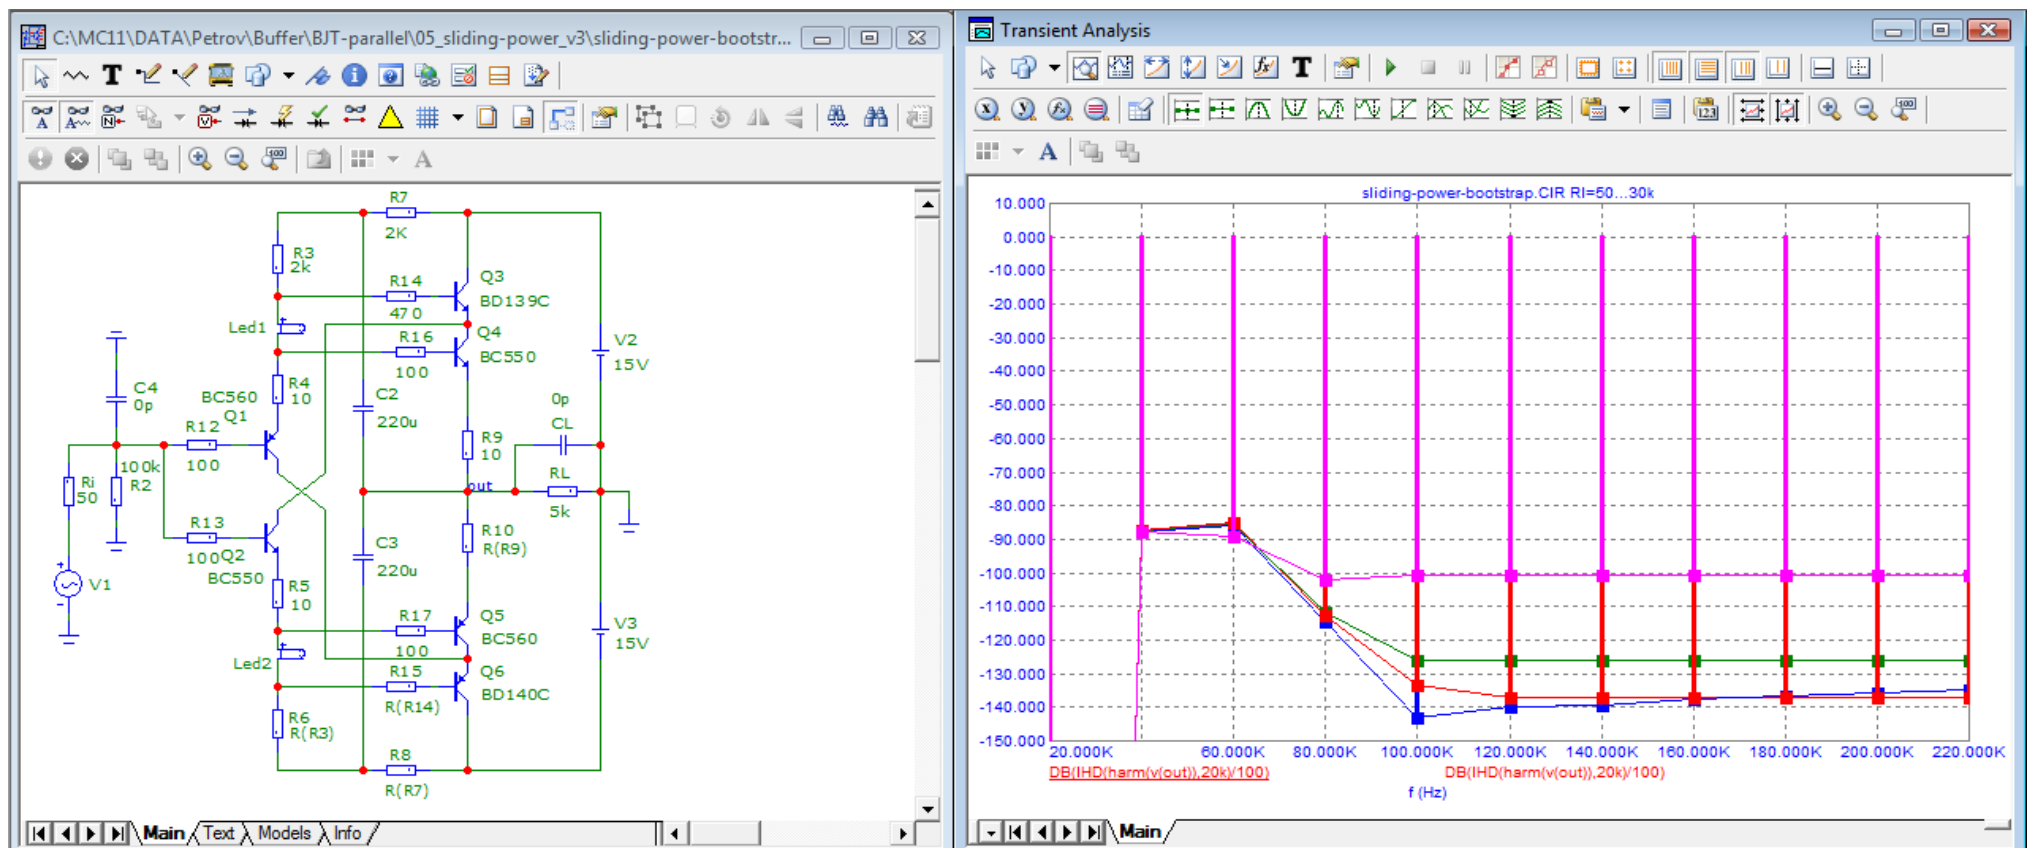 C:\MC11\DATA\Petrov\Buffer\BJT-parallel\05_sliding-power_v3\sliding-power-bootstr...
R7
2K
R3
2k
R14
470
Q3
BD139C
Led1
R16
100
Q4
BC550
V2
15V
C4
0p
BC560
Q1
R4
10
C2
220u
0p
CL
R12
100
R9
10
RL
5k
out
Ri
50
100k
R2
R13
100
Q2
BC550
R10
R(R9)
C3
220u
V1
R5
10
R17
100
Q5
BC560
V3
15V
Led2
R15
R(R14)
Q6
BD140C
R6
R(R3)
R8
R(R7)
Main
Text
Models
Info
Transient Analysis
sliding-power-bootstrap.CIR RI=50...30k
10.000
0.000
-10.000
-20.000
-30.000
-40.000
-50.000
-60.000
-70.000
-80.000
-90.000
-100.000
-110.000
-120.000
-130.000
-140.000
-150.000
20.000K 60.000K 80.000K 100.000K 120.000K 140.000K 160.000K 180.000K 200.000K 220.000K
DB(IHD(harm(v(out)),20k)/100) DB(IHD(harm(v(out)),20k)/100)
f (Hz)
Main